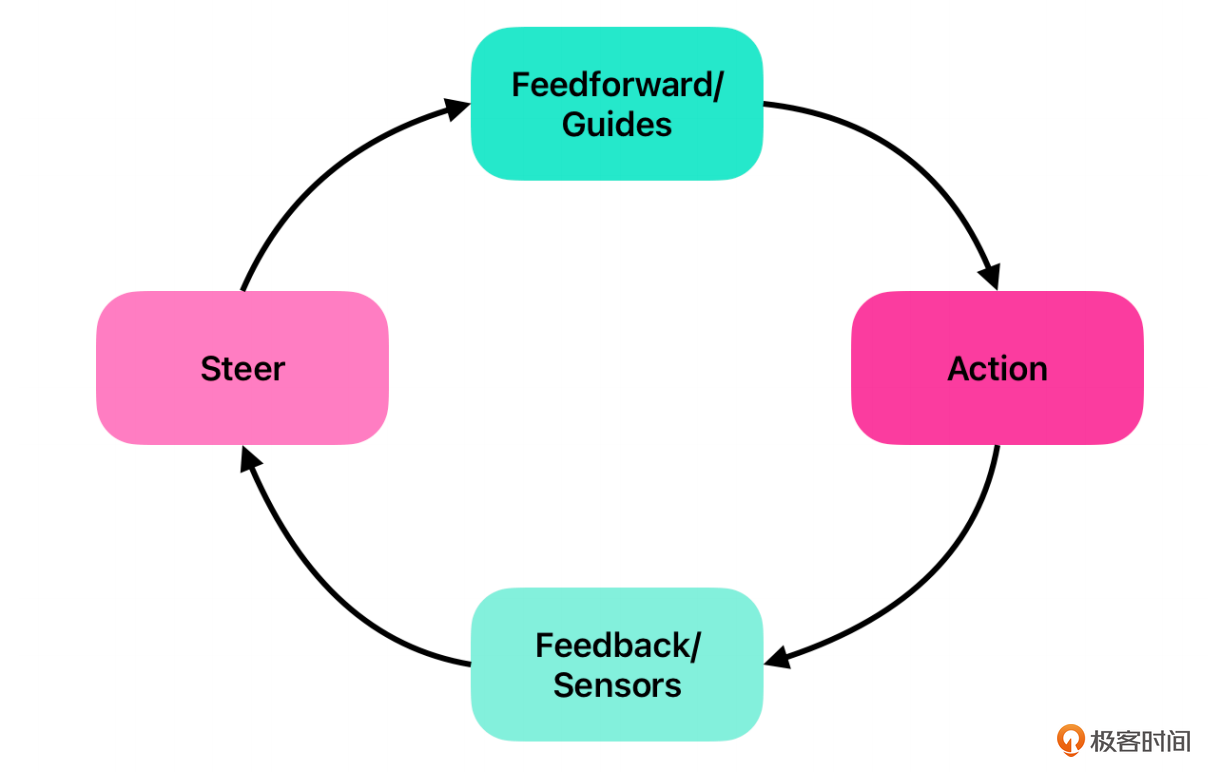 Feedforward/
Guides
Steer
Action
Feedback/
Sensors
极客时间